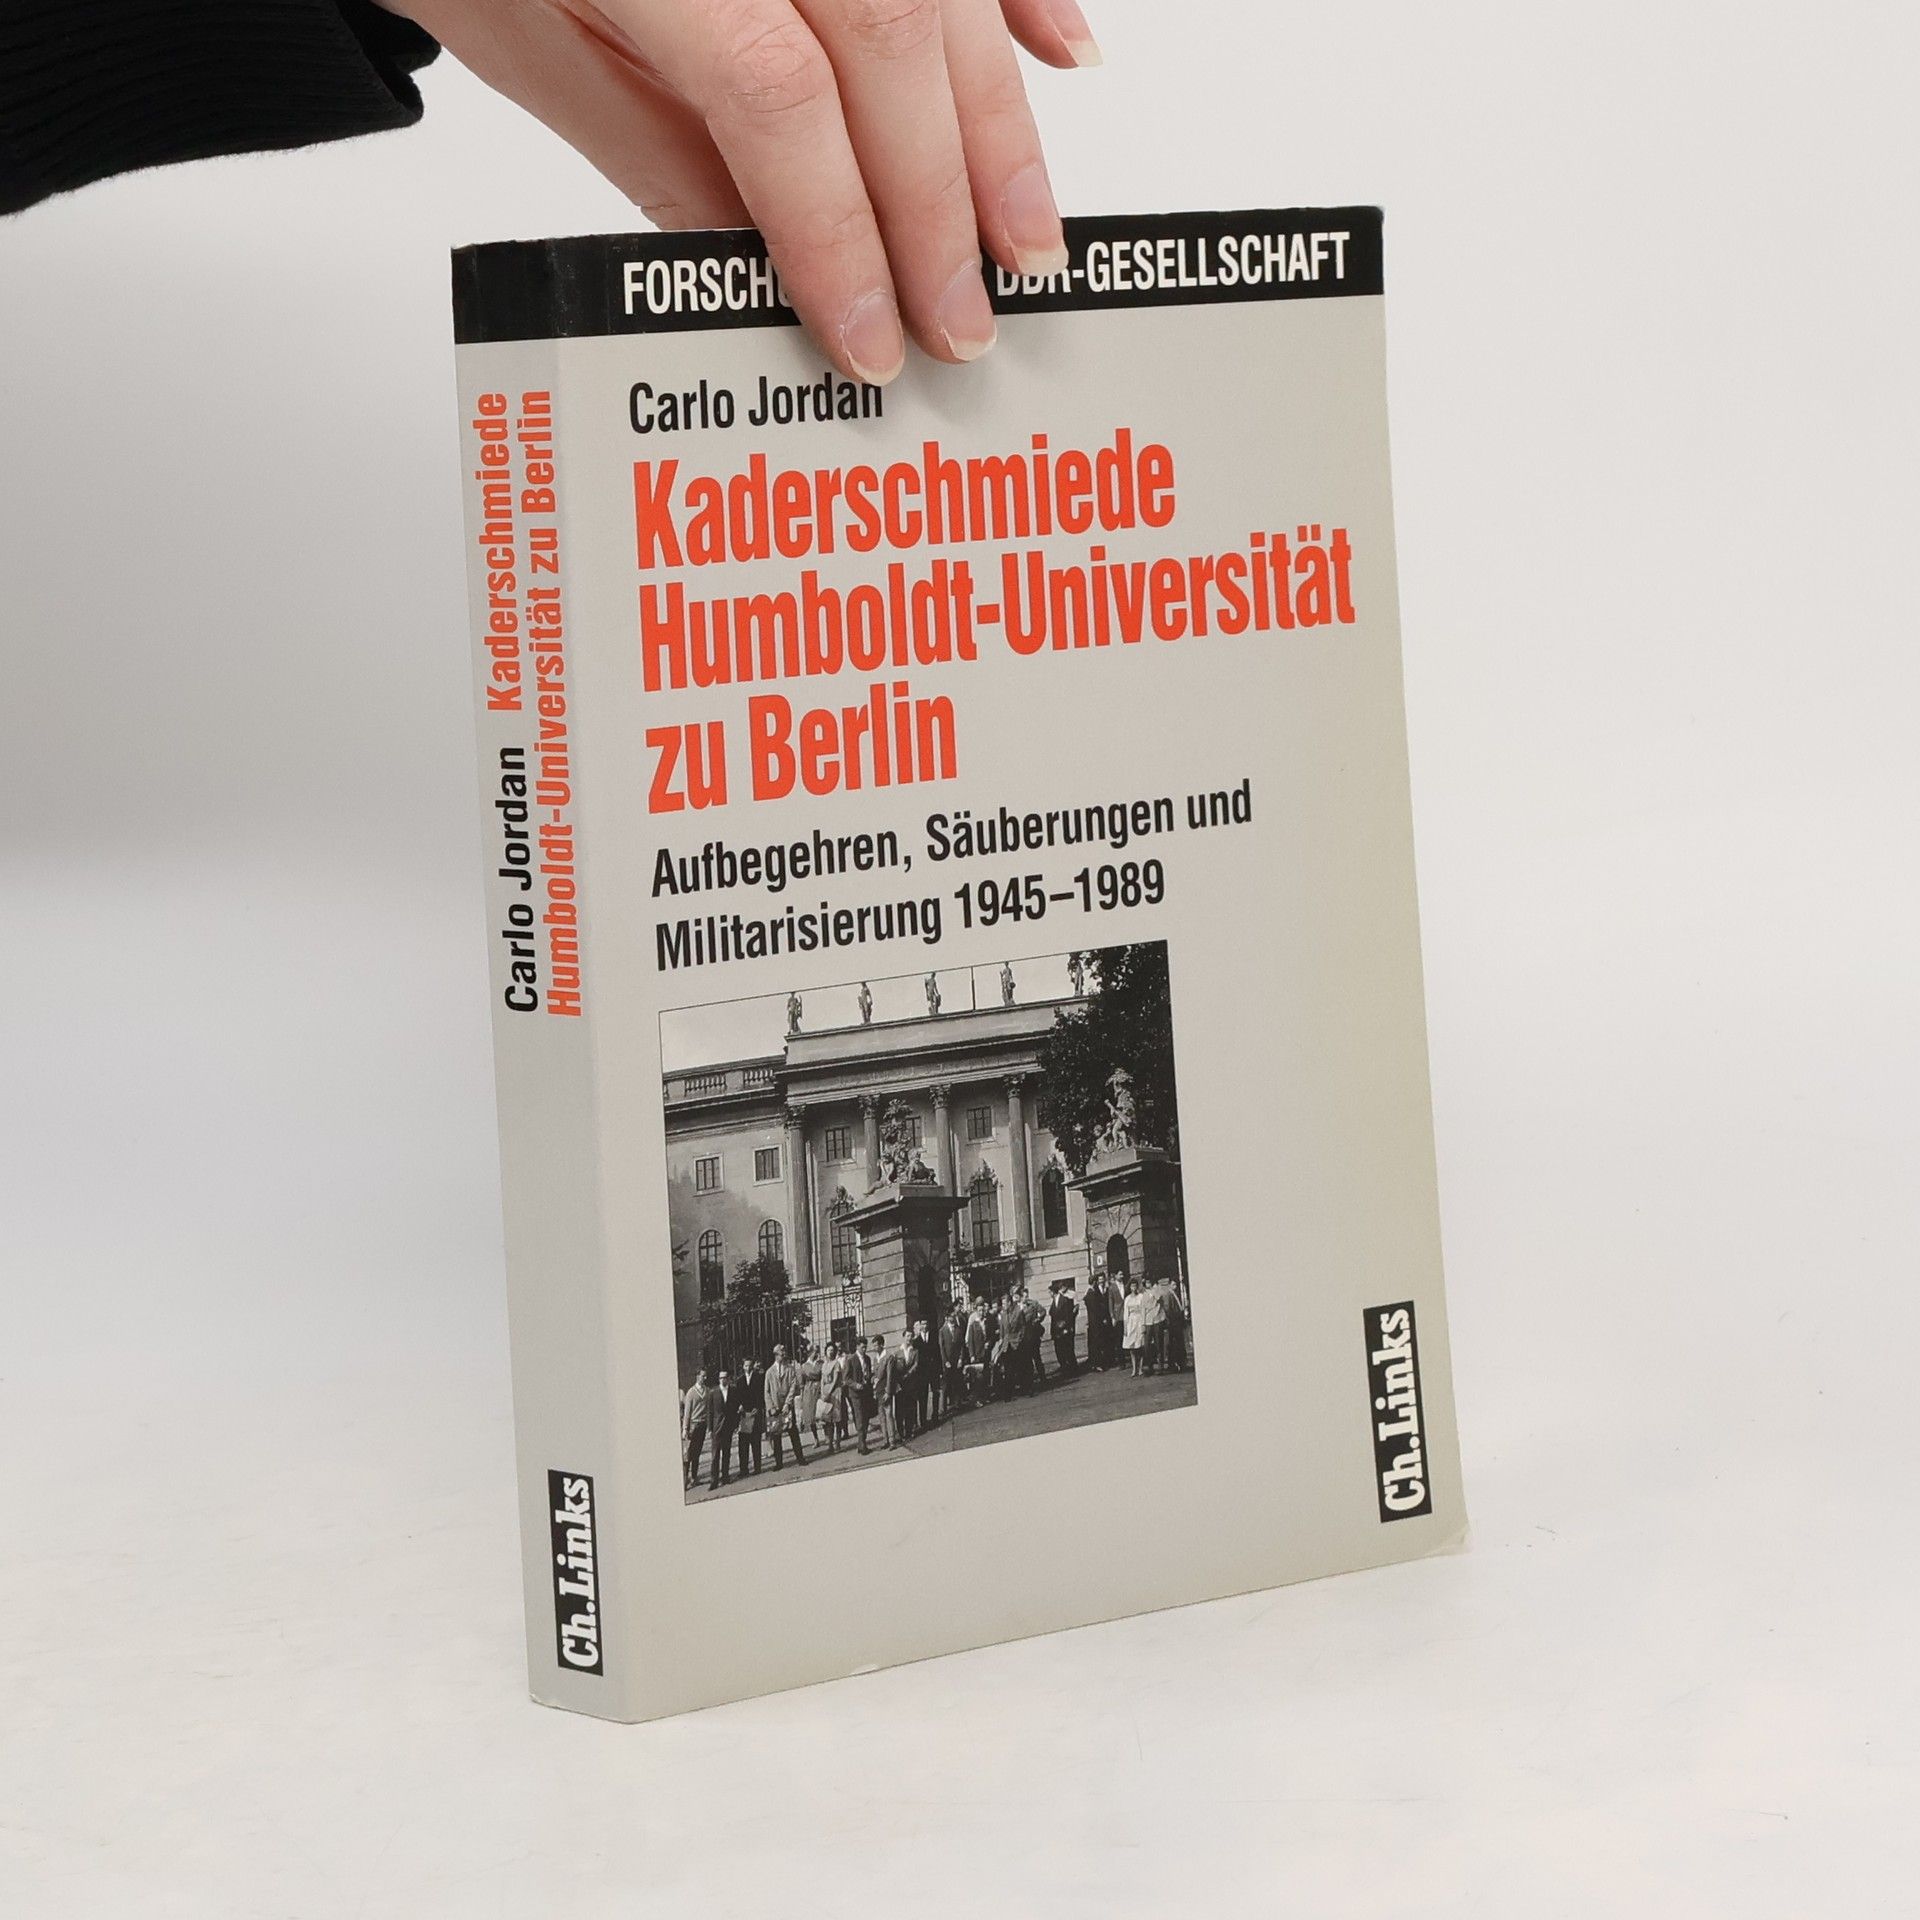 DDR-GESELLSCHAFT
Carlo Jordan
Kaderschmiede
Humboldt-Universität
zu Berlin
Aufbegehren, Säuberungen und
Militarisierung 1945–1989
Ch.Links
Carlo Jordan Kaderschmiede
Humboldt-Universität zu Berlin
Ch.Links